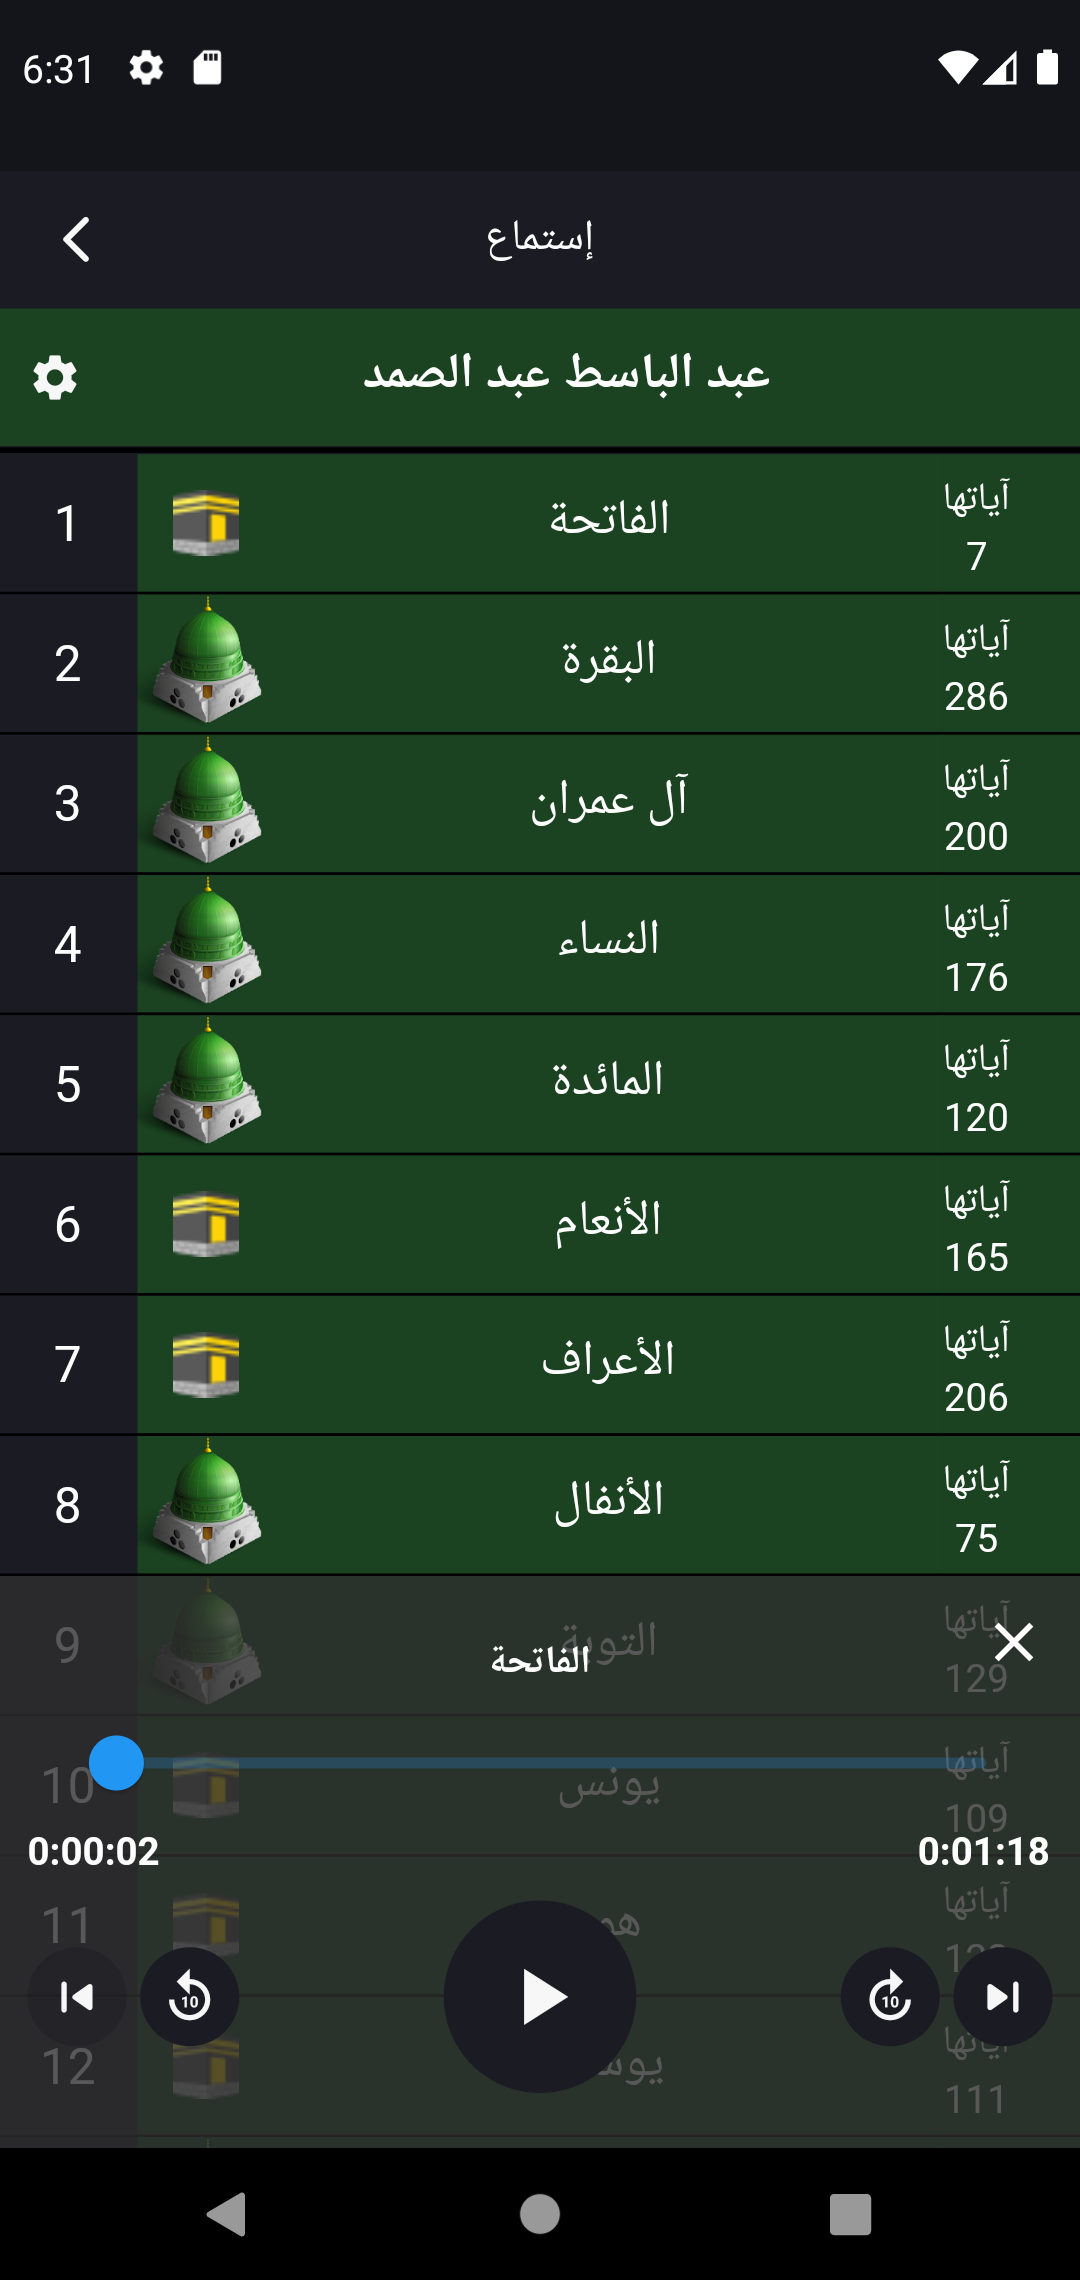 6:31
إستماع
عبد الباسط عبد الصمد
1 الفاتحة آياتها 7
2 البقرة آياتها 286
3 آل عمران آياتها 200
4 النساء آياتها 176
5 المائدة آياتها 120
6 الأنعام آياتها 165
7 الأعراف آياتها 206
8 الأنفال آياتها 75
9 التوبة آياتها 129
الفاتحة
10 يونس آياتها 109
0:00:02 0:01:18
11 آياتها
10 10
12 آياتها 111